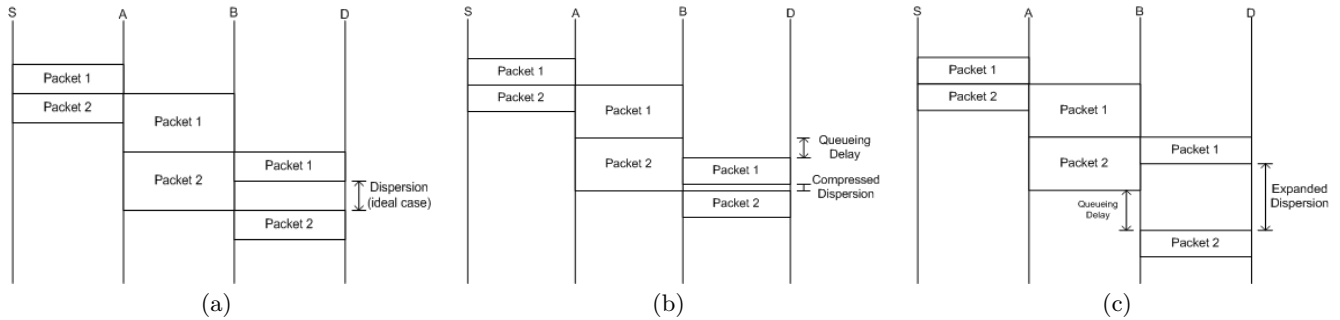 S A B D
Packet 1
Packet 2
Packet 1
Packet 2
Packet 1
Dispersion
(ideal case)
Packet 2
(a)
S A B D
Packet 1
Packet 2
Packet 1
Packet 2
Queueing
Delay
Packet 1
Compressed
Dispersion
Packet 2
(b)
S A B D
Packet 1
Packet 2
Packet 1
Packet 2
Packet 1
Queueing
Delay
Expanded
Dispersion
Packet 2
(c)